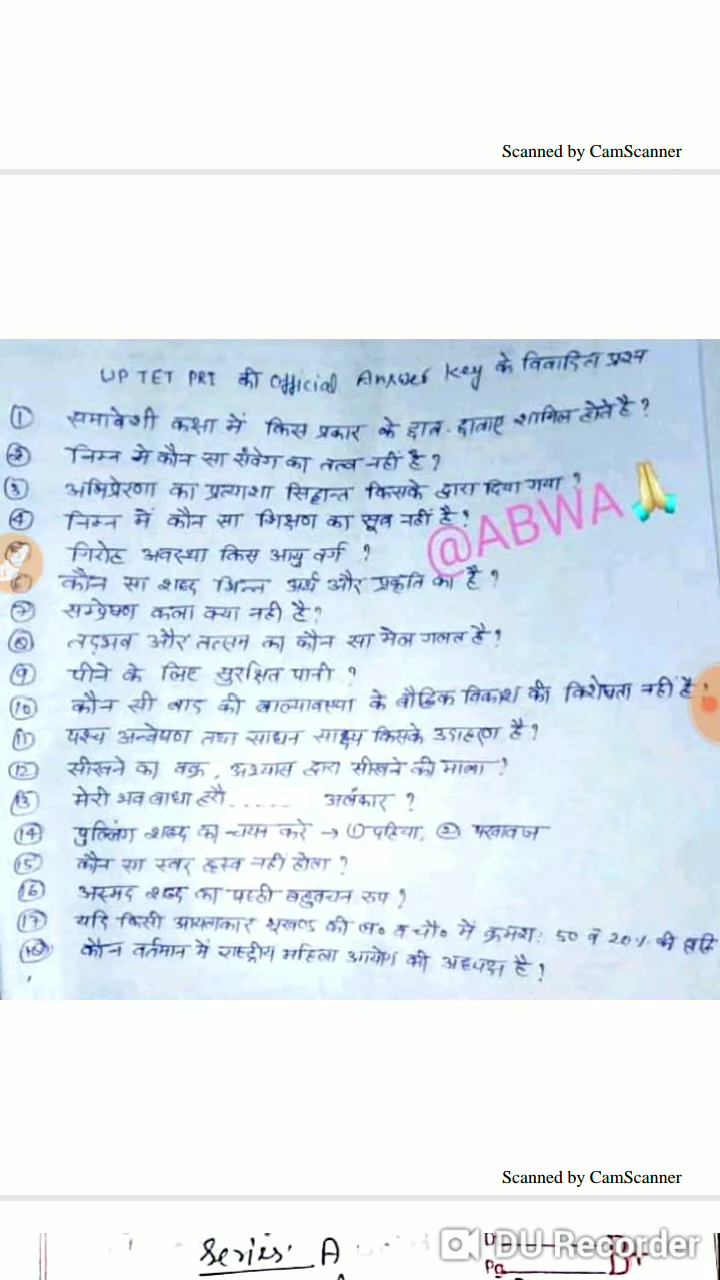 Scanned by CamScanner
UPTET PRT की Official Answer Key के विवादित प्रश्न
① समावेशी कक्षा में किस प्रकार के छात्र-छात्राए शामिल होते है ?
② निम्न मे कौन सा संवेग का तत्व नही है ?
③ अभिप्रेरणा का प्रत्याशा सिद्धान्त किसके द्वारा दिया गया ?
④ निम्न में कौन सा शिक्षण का सूत्र नहीं है ?
@ABWA
गिरोह अवस्था किस आयु वर्ग ?
कौन सा शब्द भिन्न अर्थ और प्रकृति का है ?
⑦ सम्प्रेषण कला क्या नही है ?
⑧ तद्भव और तत्सम का कौन सा मेल गलत है ?
⑨ पीने के लिए सुरक्षित पानी ?
⑩ कौन सी बाद की बाल्यावस्था के बौद्धिक विकाश की विशेषता नहीं है ?
⑪ पश्च अन्वेषण तथा साधन साक्ष्य किसके उदाहरण है ?
⑫ सीखने का वक्र, अभ्यास द्वारा सीखने की मात्रा ?
⑬ मेरी भव बाधा हरौ ...... अलंकार ?
⑭ पुल्लिंग शब्द का चयन करे → ① पहिया, ② पखावज
⑮ कौन सा स्वर ह्रस्व नही होता ?
⑯ अस्मद शब्द का षष्ठी बहुवचन रूप ?
⑰ यदि किसी आयताकार भूखण्ड की ल० व चौ० में क्रमश: 50 व 20% की
⑱ कौन वर्तमान में राष्ट्रीय महिला आयोग की अध्यक्ष है ?
Scanned by CamScanner
Series: A
DU Recorder